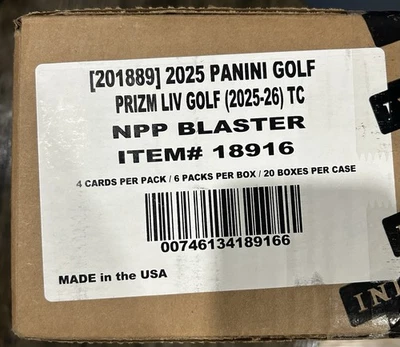 [201889] 2025 PANINI GOLF
PRIZM LIV GOLF (2025-26) TC
NPP BLASTER
ITEM# 18916
4 CARDS PER PACK / 6 PACKS PER BOX / 20 BOXES PER CASE
00746134189166
MADE in the USA